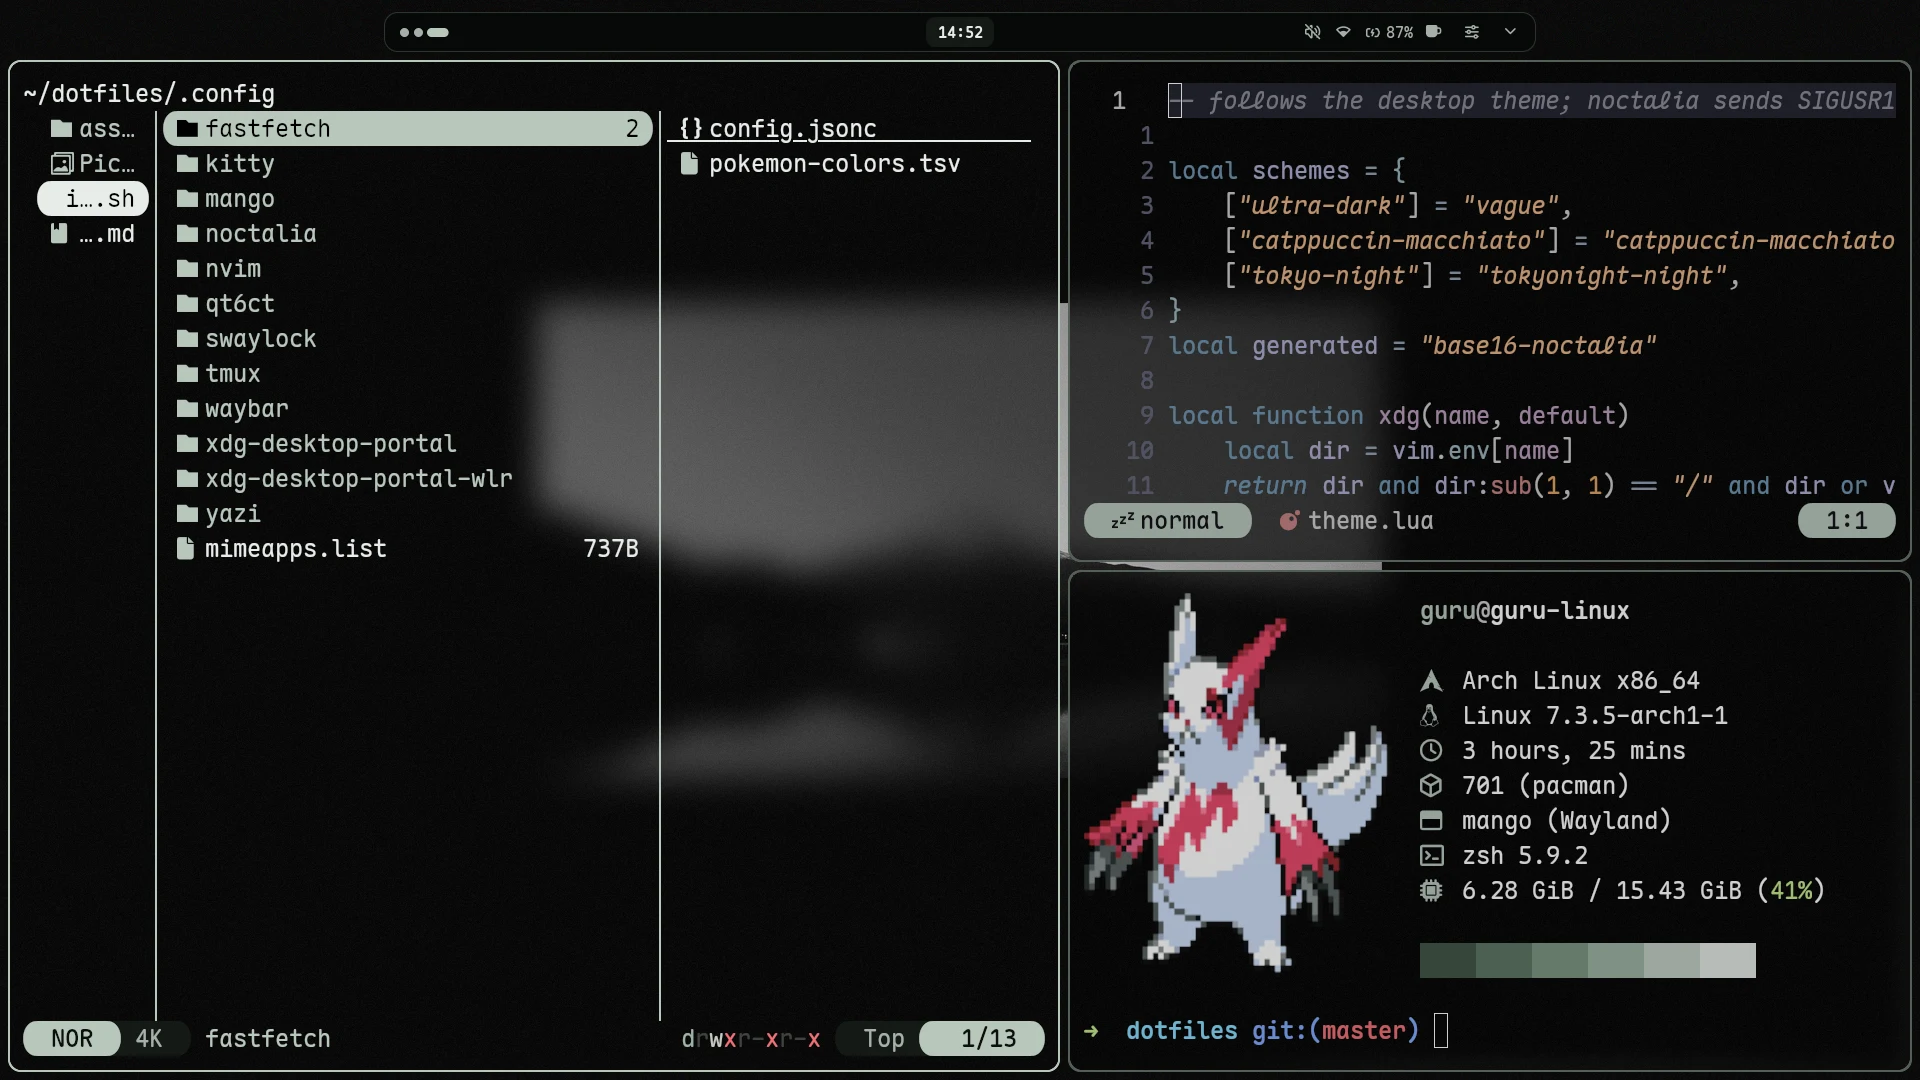 14:52
87%
~/dotfiles/.config
ass…
Pic…
i….sh
….md
fastfetch 2
kitty
mango
noctalia
nvim
qt6ct
swaylock
tmux
waybar
xdg-desktop-portal
xdg-desktop-portal-wlr
yazi
mimeapps.list 737B
{} config.jsonc
pokemon-colors.tsv
NOR 4K fastfetch drwxr-xr-x Top 1/13
1 -- follows the desktop theme; noctalia sends SIGUSR1
1
2 local schemes = {
3 ["ultra-dark"] = "vague",
4 ["catppuccin-macchiato"] = "catppuccin-macchiato
5 ["tokyo-night"] = "tokyonight-night",
6 }
7 local generated = "base16-noctalia"
8
9 local function xdg(name, default)
10 local dir = vim.env[name]
11 return dir and dir:sub(1, 1) == "/" and dir or v
zzz normal theme.lua 1:1
guru@guru-linux
Arch Linux x86_64
Linux 7.3.5-arch1-1
3 hours, 25 mins
701 (pacman)
mango (Wayland)
zsh 5.9.2
6.28 GiB / 15.43 GiB (41%)
➜ dotfiles git:(master)